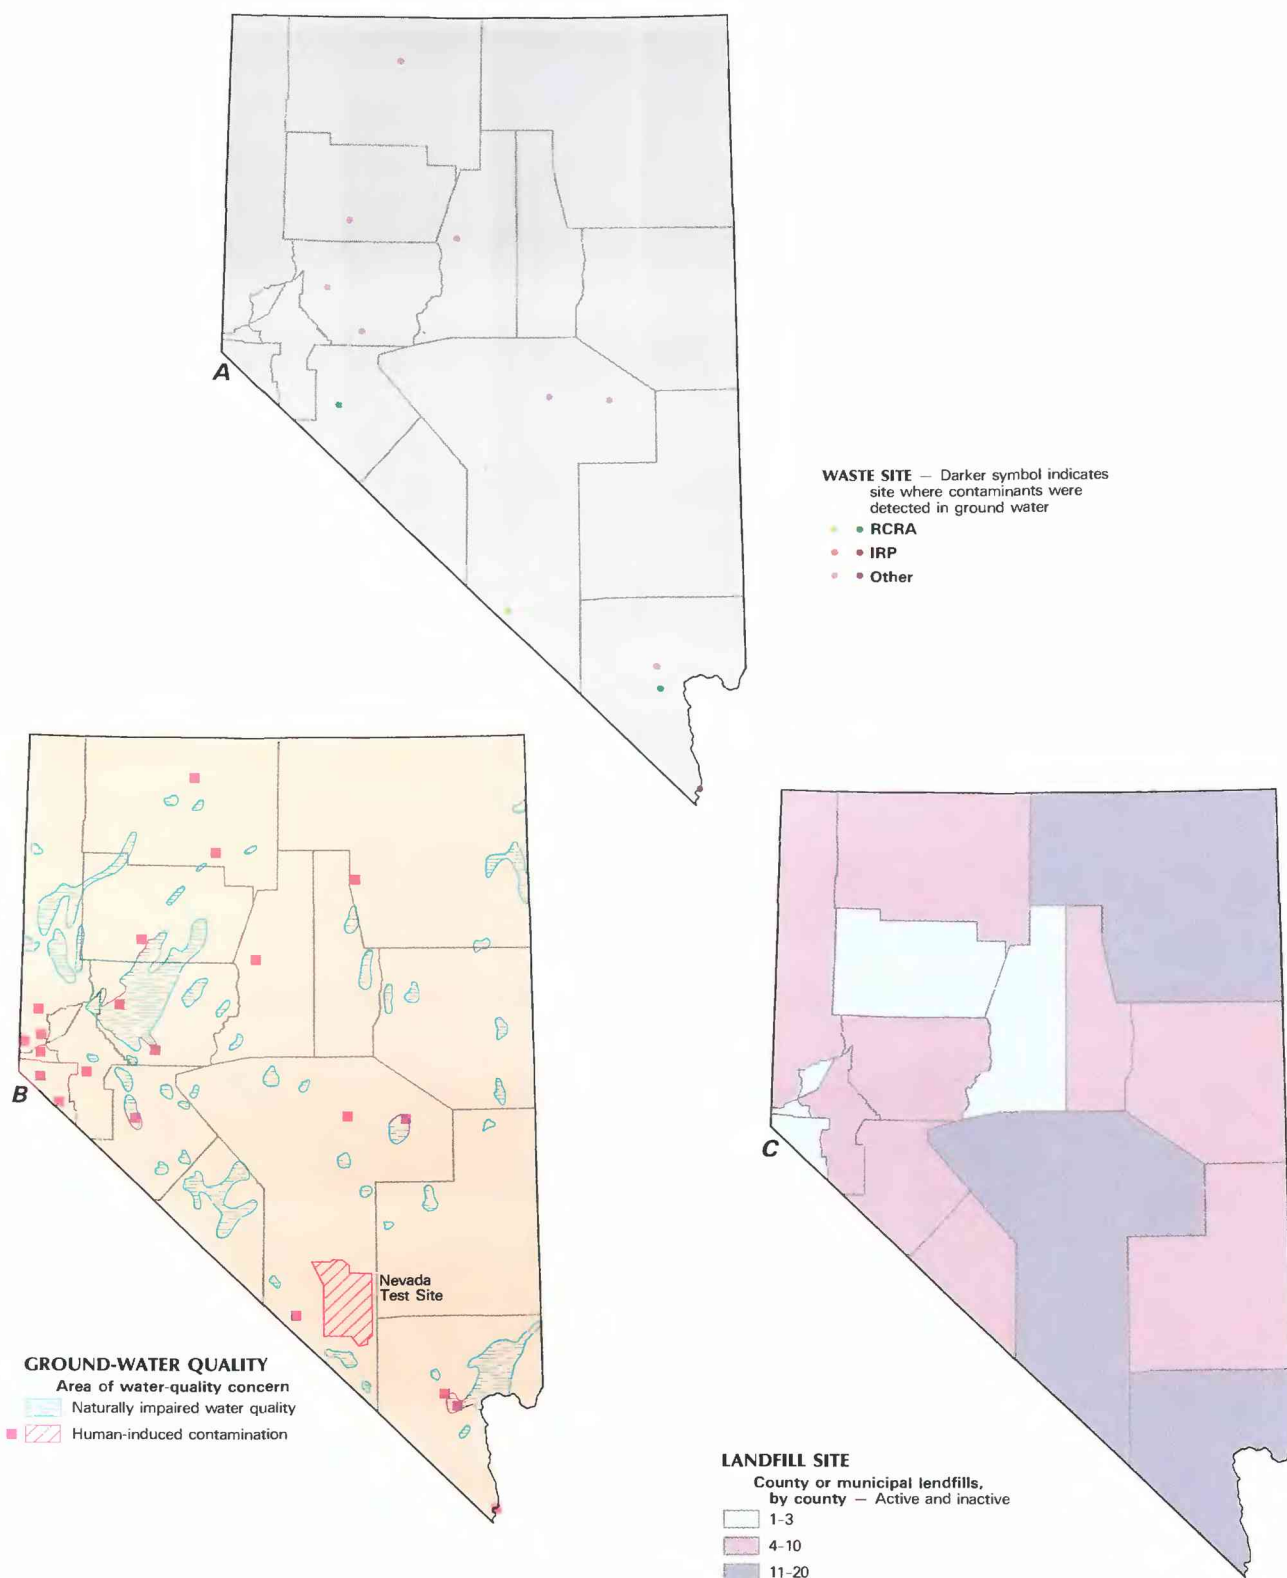 A
WASTE SITE — Darker symbol indicates
site where contaminants were
detected in ground water
RCRA
IRP
Other
B
Nevada
Test Site
GROUND-WATER QUALITY
Area of water-quality concern
Naturally impaired water quality
Human-induced contamination
C
LANDFILL SITE
County or municipal lendfills,
by county — Active and inactive
1-3
4-10
11-20